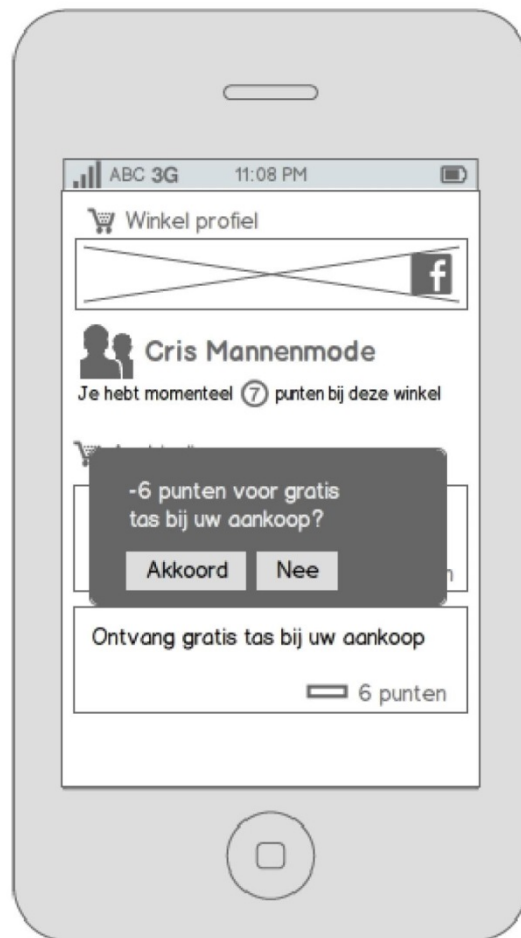 ABC 3G 11:08 PM
Winkel profiel
f
Cris Mannenmode
Je hebt momenteel 7 punten bij deze winkel
-6 punten voor gratis
tas bij uw aankoop?
Akkoord Nee
Ontvang gratis tas bij uw aankoop
6 punten